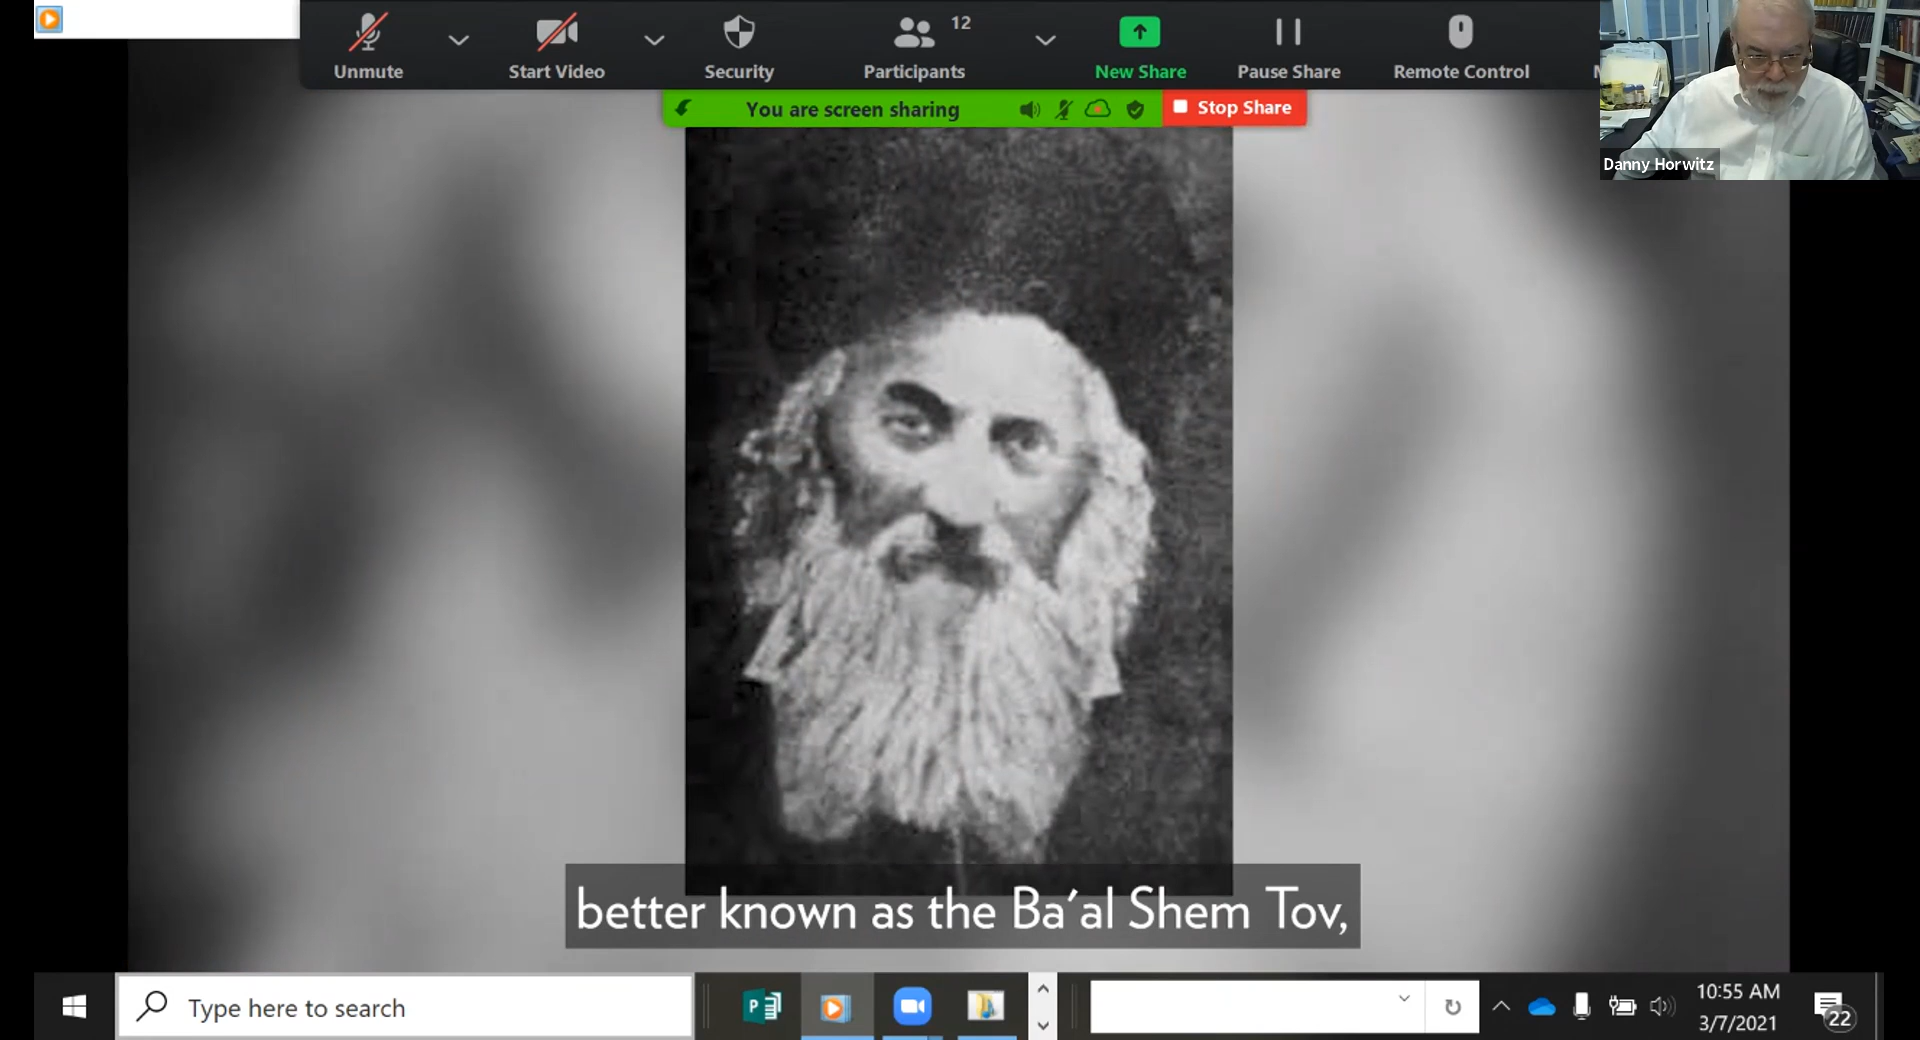 Unmute
Start Video
Security
Participants
12
New Share
Pause Share
Remote Control
You are screen sharing
Stop Share
Danny Horwitz
better known as the Ba'al Shem Tov,
Type here to search
10:55 AM
3/7/2021
22